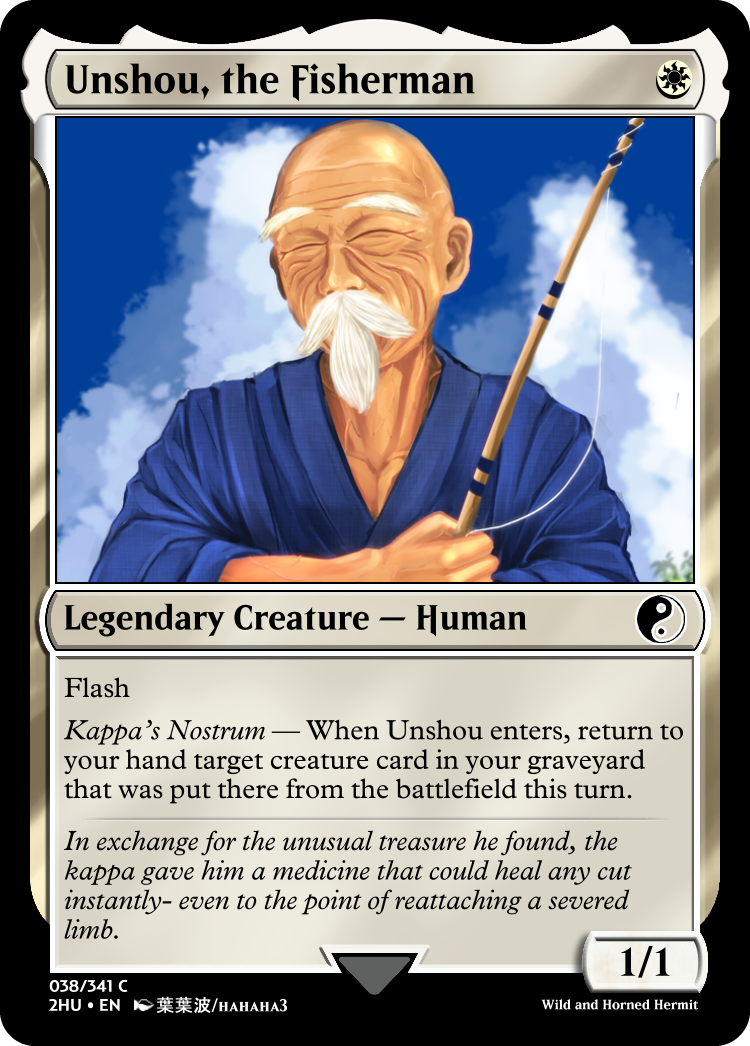 Unshou, the Fisherman
Legendary Creature — Human
Flash
Kappa's Nostrum — When Unshou enters, return to
your hand target creature card in your graveyard
that was put there from the battlefield this turn.
In exchange for the unusual treasure he found, the
kappa gave him a medicine that could heal any cut
instantly- even to the point of reattaching a severed
limb.
1/1
038/341 C
2HU • EN 葉葉波/HAHAHA3
Wild and Horned Hermit